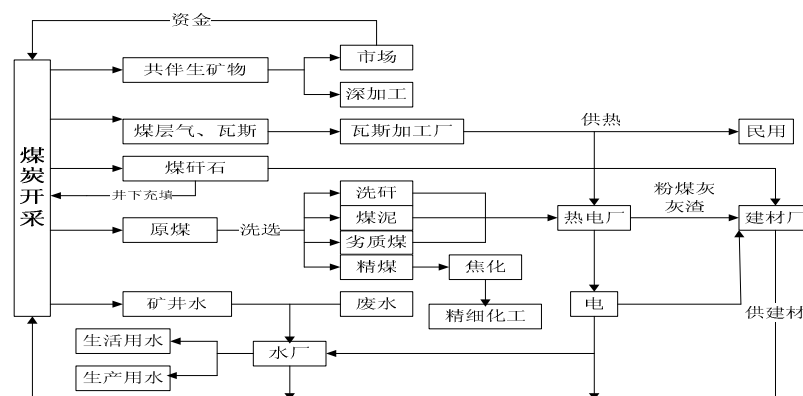 资金
共伴生矿物
市场
深加工
煤层气、瓦斯
瓦斯加工厂
供热
民用
煤炭开采
煤矸石
井下充填
原煤
洗选
洗矸
煤泥
劣质煤
精煤
热电厂
粉煤灰
灰渣
建材厂
焦化
精细化工
矿井水
废水
电
供建材
生活用水
水厂
生产用水